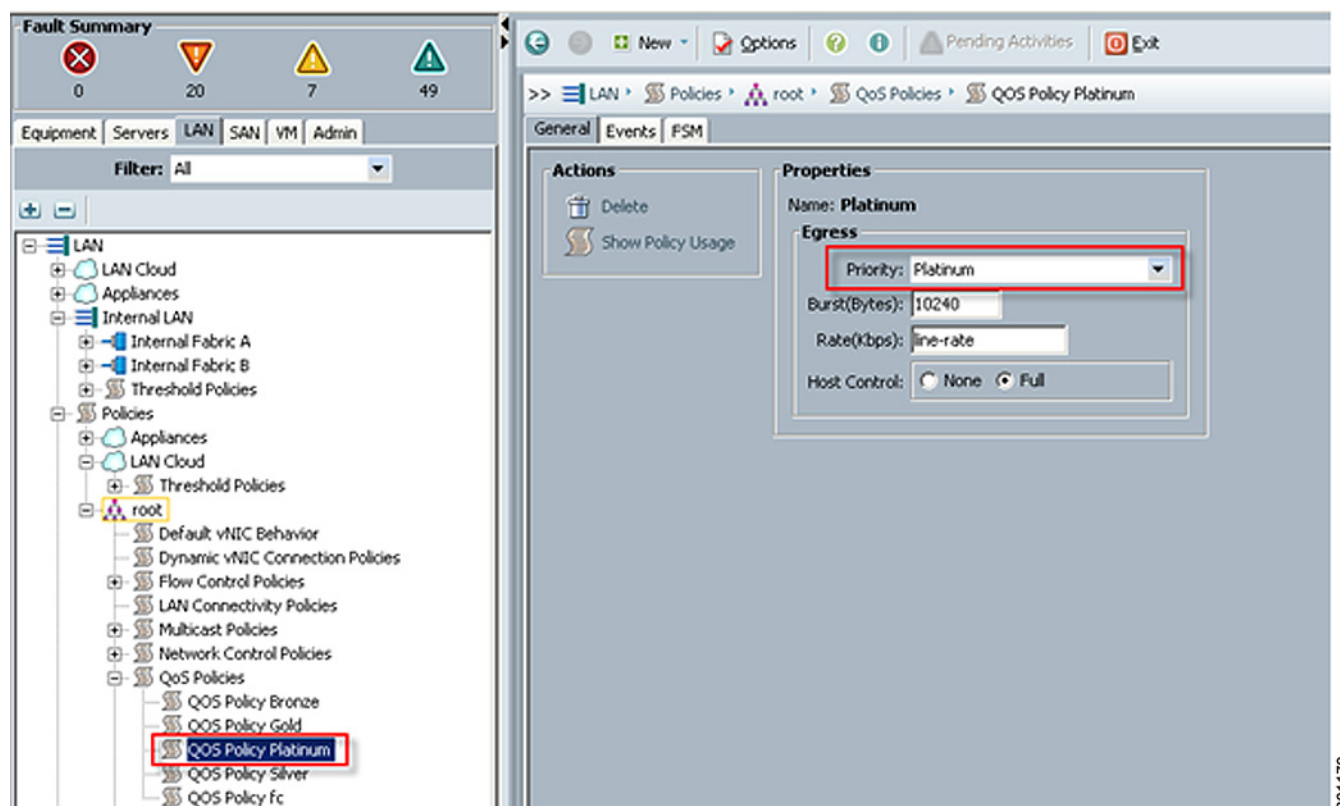 Fault Summary
0 20 7 49
Equipment Servers LAN SAN VM Admin
Filter: All
LAN
LAN Cloud
Appliances
Internal LAN
Internal Fabric A
Internal Fabric B
Threshold Policies
Policies
Appliances
LAN Cloud
Threshold Policies
root
Default vNIC Behavior
Dynamic vNIC Connection Policies
Flow Control Policies
LAN Connectivity Policies
Multicast Policies
Network Control Policies
QoS Policies
QOS Policy Bronze
QOS Policy Gold
QOS Policy Platinum
QOS Policy Silver
QOS Policy fc
New Options Pending Activities Exit
>> LAN Policies root QoS Policies QOS Policy Platinum
General Events FSM
Actions
Delete
Show Policy Usage
Properties
Name: Platinum
Egress
Priority: Platinum
Burst(Bytes): 10240
Rate(Kbps): line-rate
Host Control: None Full